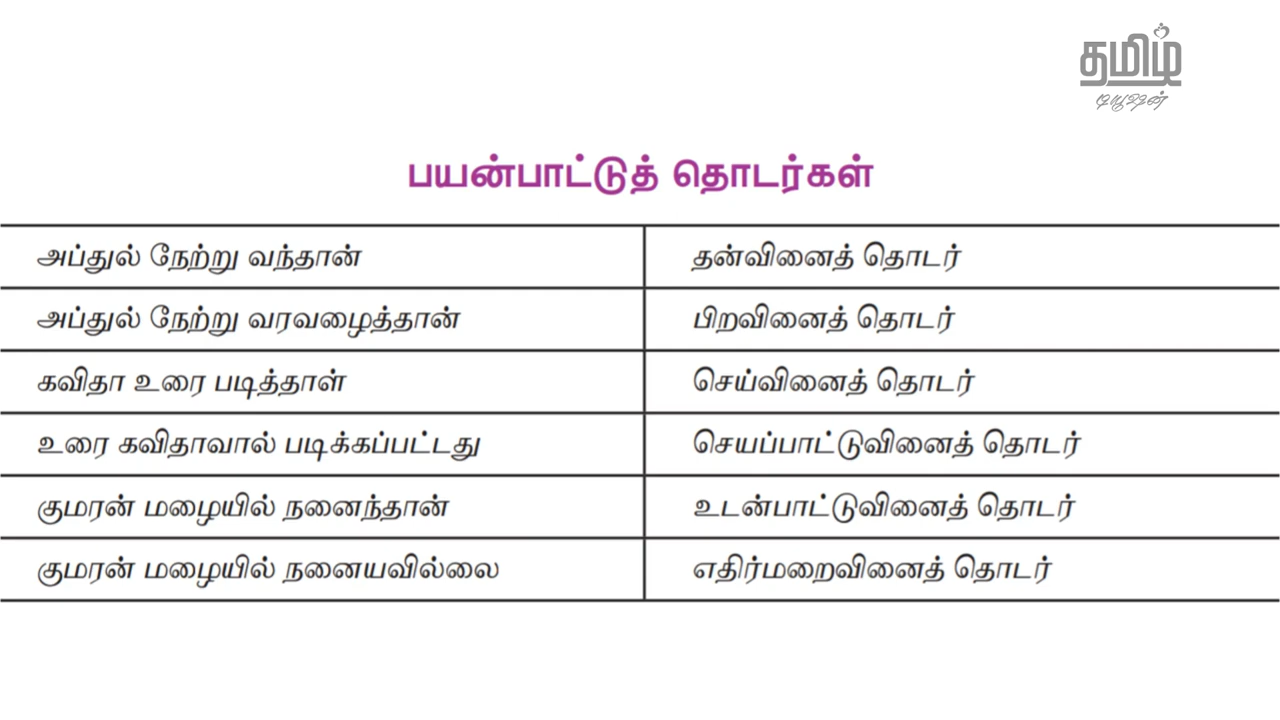 தமிழ்
டியூஷன்
பயன்பாட்டுத் தொடர்கள்
அப்துல் நேற்று வந்தான் தன்வினைத் தொடர்
அப்துல் நேற்று வரவழைத்தான் பிறவினைத் தொடர்
கவிதா உரை படித்தாள் செய்வினைத் தொடர்
உரை கவிதாவால் படிக்கப்பட்டது செயப்பாட்டுவினைத் தொடர்
குமரன் மழையில் நனைந்தான் உடன்பாட்டுவினைத் தொடர்
குமரன் மழையில் நனையவில்லை எதிர்மறைவினைத் தொடர்